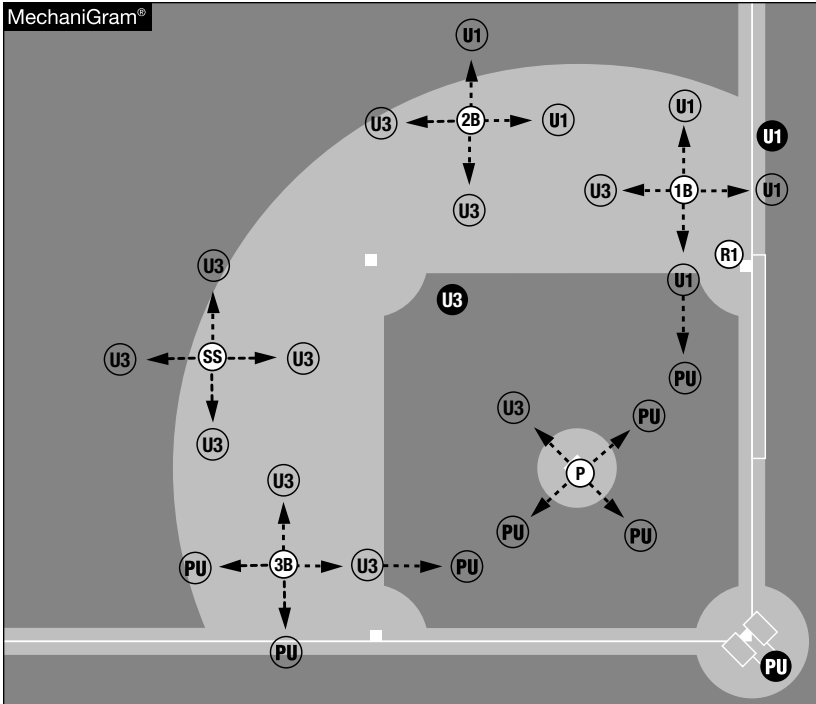 MechaniGram®
U1
U3 2B U1
U3
U1
U1
U3 1B U1
R1
U1
PU
U3
U3 SS U3
U3
U3
U3 PU
P
PU PU
U3
PU 3B U3 PU
PU
PU